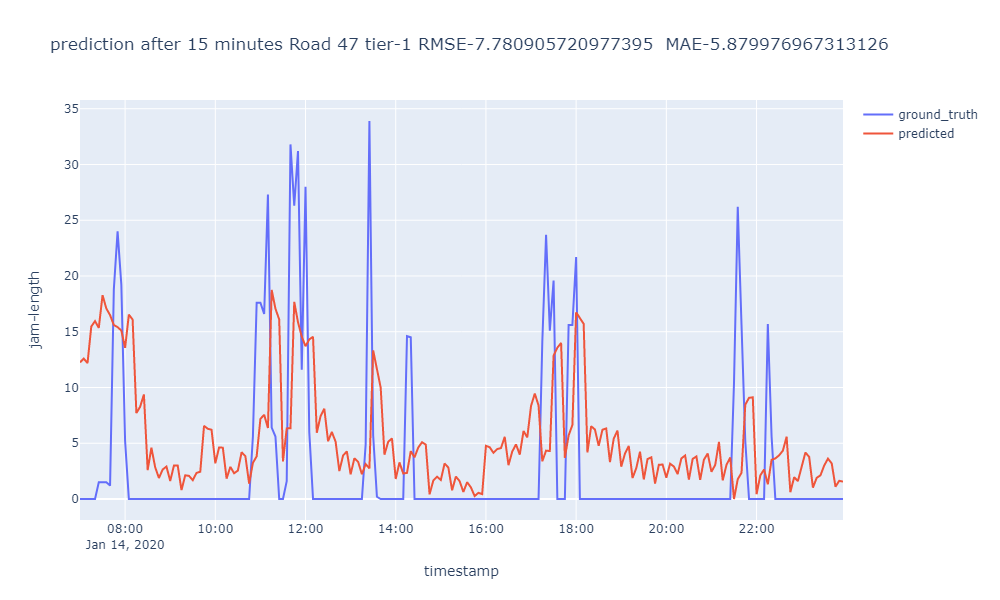 prediction after 15 minutes Road 47 tier-1 RMSE-7.780905720977395  MAE-5.879976967313126
ground_truth
predicted
jam-length
35
30
25
20
15
10
5
0
08:00 10:00 12:00 14:00 16:00 18:00 20:00 22:00
Jan 14, 2020
timestamp